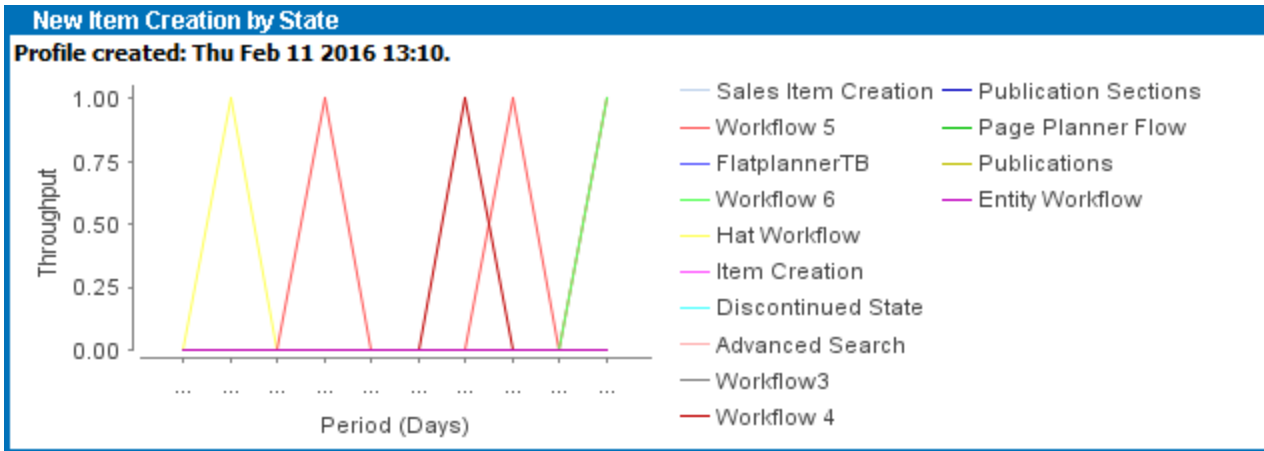 New Item Creation by State
Profile created: Thu Feb 11 2016 13:10.
1.00
0.75
0.50
0.25
0.00
Throughput
... ... ... ... ... ... ... ... ... ...
Period (Days)
Sales Item Creation
Workflow 5
FlatplannerTB
Workflow 6
Hat Workflow
Item Creation
Discontinued State
Advanced Search
Workflow3
Workflow 4
Publication Sections
Page Planner Flow
Publications
Entity Workflow